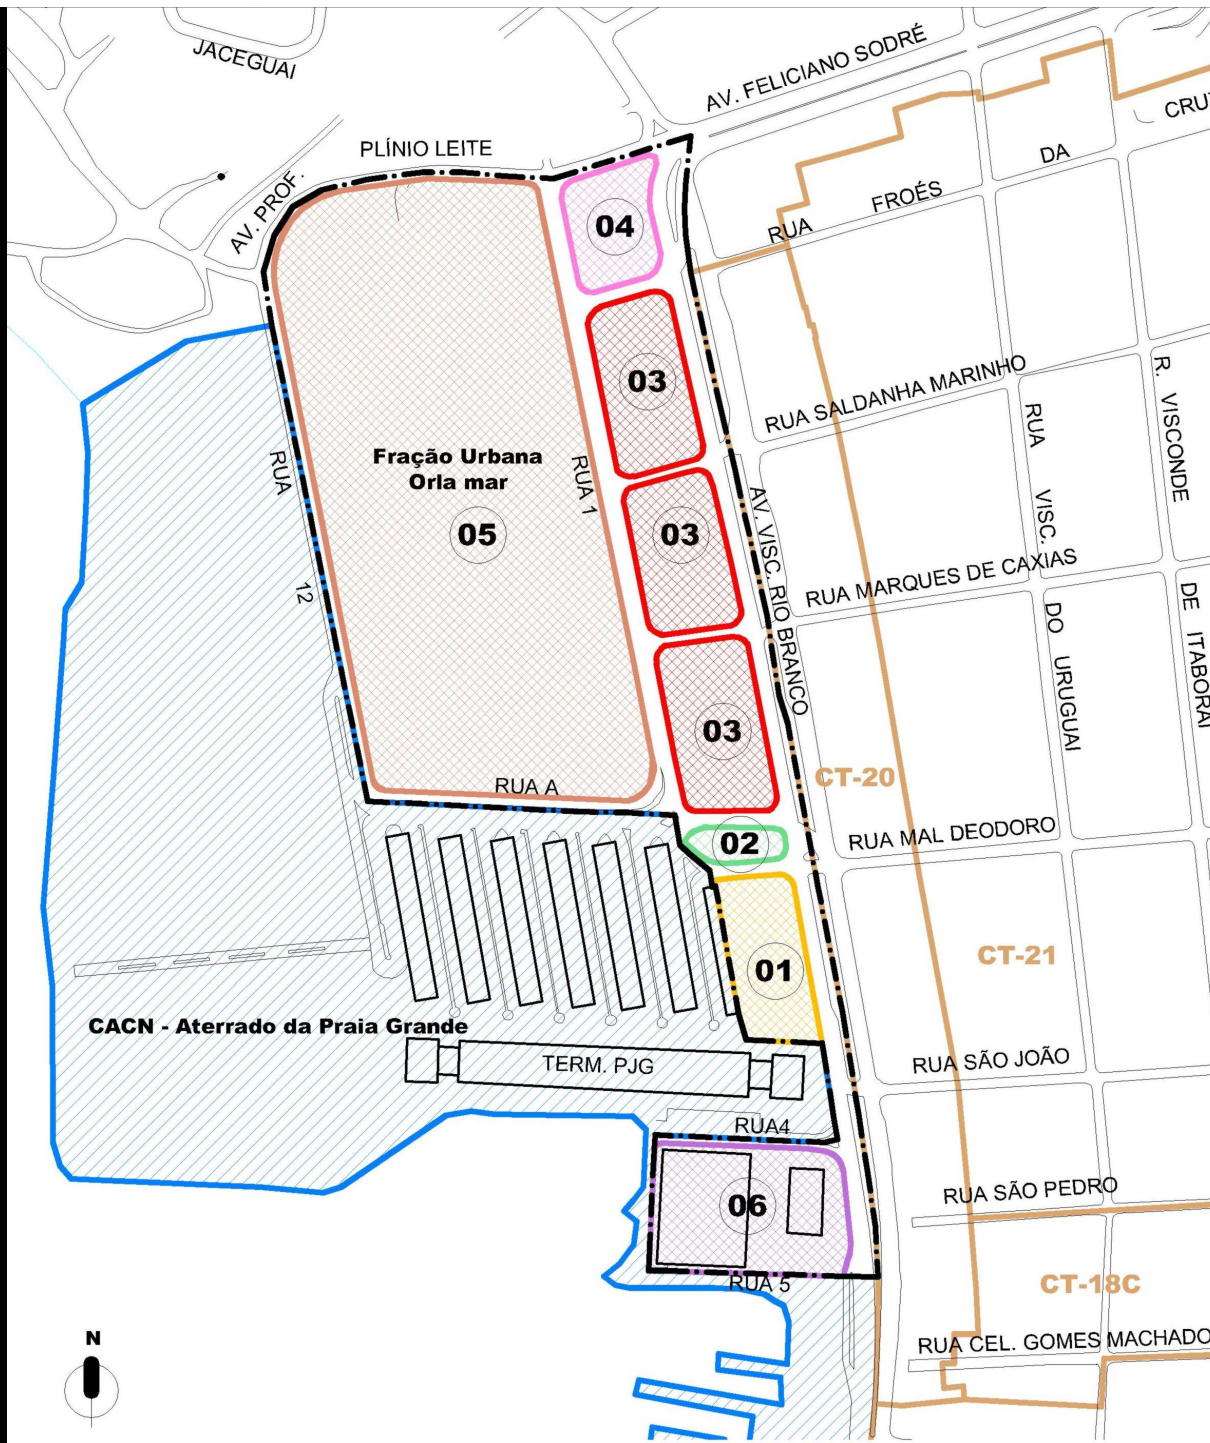 JACEGUAI
AV. FELICIANO SODRÉ
PLÍNIO LEITE
AV. PROF.
DA
FROÉS
RUA
04
03
RUA SALDANHA MARINHO
R. VISCONDE
RUA
VISC.
Fração Urbana
Orla mar
RUA
RUA 1
05
03
AV. VISC. RIO BRANCO
RUA MARQUES DE CAXIAS
12
DO URUGUAI
DE ITABORAI
03
CT-20
RUA A
RUA MAL DEODORO
02
CT-21
01
CACN - Aterrado da Praia Grande
TERM. PJG
RUA SÃO JOÃO
RUA4
RUA SÃO PEDRO
06
RUA 5
CT-18C
N
RUA CEL. GOMES MACHADO